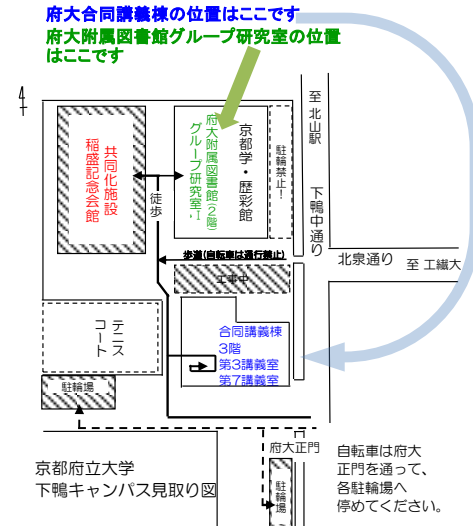 府大合同講義棟の位置はここです
府大附属図書館グループ研究室の位置
はここです
4
至 北山駅
共同化施設
稲盛記念会館
府大附属図書館(2階)
グループ研究室-I
京都学・歴彩館
駐輪禁止!
徒歩
下鴨中通り
歩道(自転車は通行禁止)
北泉通り
至 工繊大
工事中
テニス
コート
合同講義棟
3階
第3講義室
第7講義室
駐輪場
府大正門
京都府立大学
下鴨キャンパス見取り図
駐輪場
自転車は府大
正門を通って、
各駐輪場へ
停めてください。